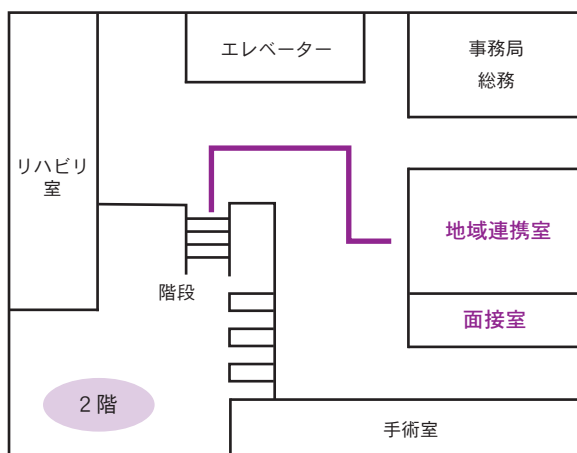 エレベーター
事務局
総務
リハビリ
室
地域連携室
階段
面接室
2階
手術室